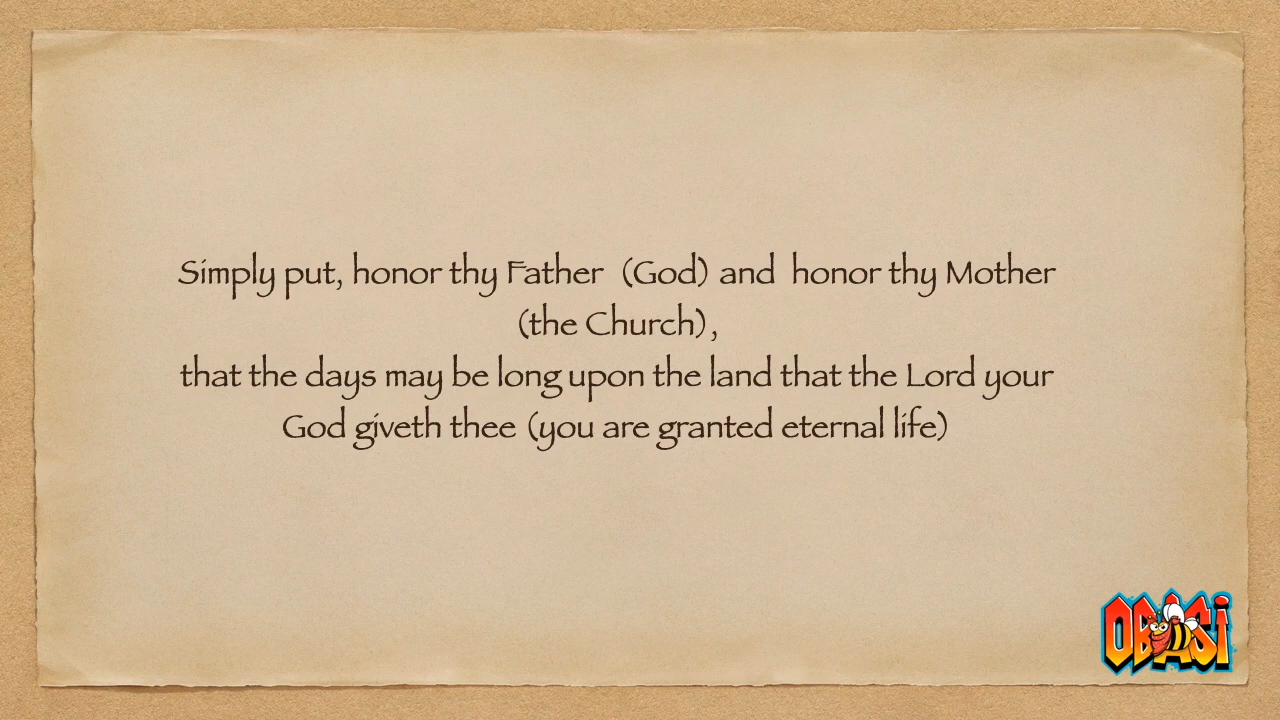 Simply put, honor thy Father (God) and honor thy Mother
(the Church),
that the days may be long upon the land that the Lord your
God giveth thee (you are granted eternal life)
OBASi